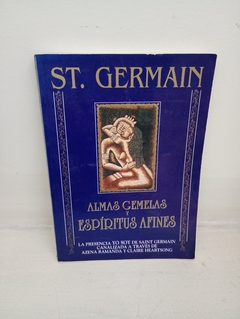 ST. GERMAIN
ALMAS GEMELAS
Y
ESPÍRITUS AFINES
LA PRESENCIA YO SOY DE SAINT GERMAIN
CANALIZADA A TRAVÉS DE
AZENA RAMANDA Y CLAIRE HEARTSONG